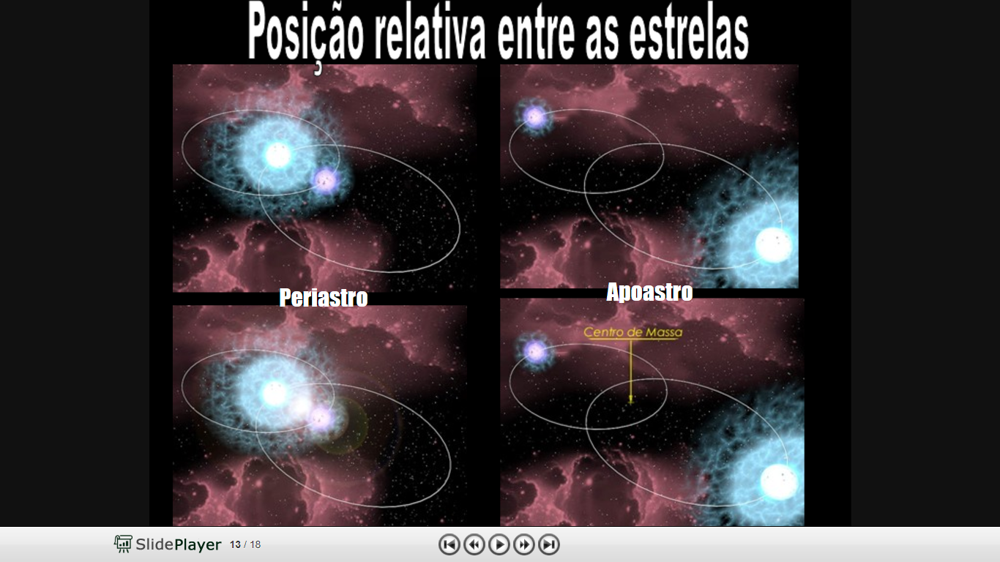 Posição relativa entre as estrelas
Periastro
Apoastro
Centro de Massa
SlidePlayer 13 / 18